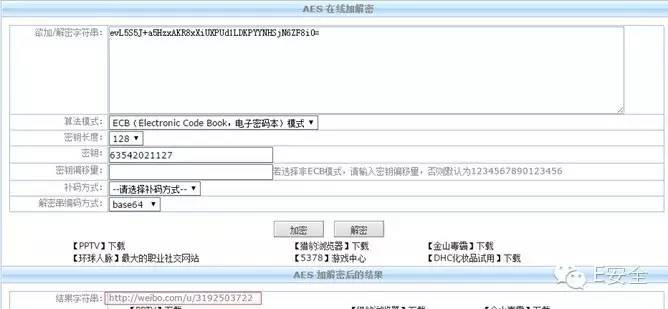 AES 在线加解密
欲加/解密字符串: evL5S5J+a5HzxAKR8xXiUXPUd1LDKPYYNHSjN6ZF8i0=
算法模式: ECB（Electronic Code Book，电子密码本）模式
密钥长度: 128
密钥: 63542021127
密钥偏移量: 若选择非ECB模式，请输入密钥偏移量，否则默认为1234567890123456
补码方式: --请选择补码方式--
解密串编码方式: base64
加密 解密
【PPTV】下载 【猎豹浏览器】下载 【金山毒霸】下载
【环球人脉】最大的职业社交网站 【5378】游戏中心 【DHC化妆品试用】下载
AES 加解密后的结果
E安全
结果字符串: http://weibo.com/u/3192503722